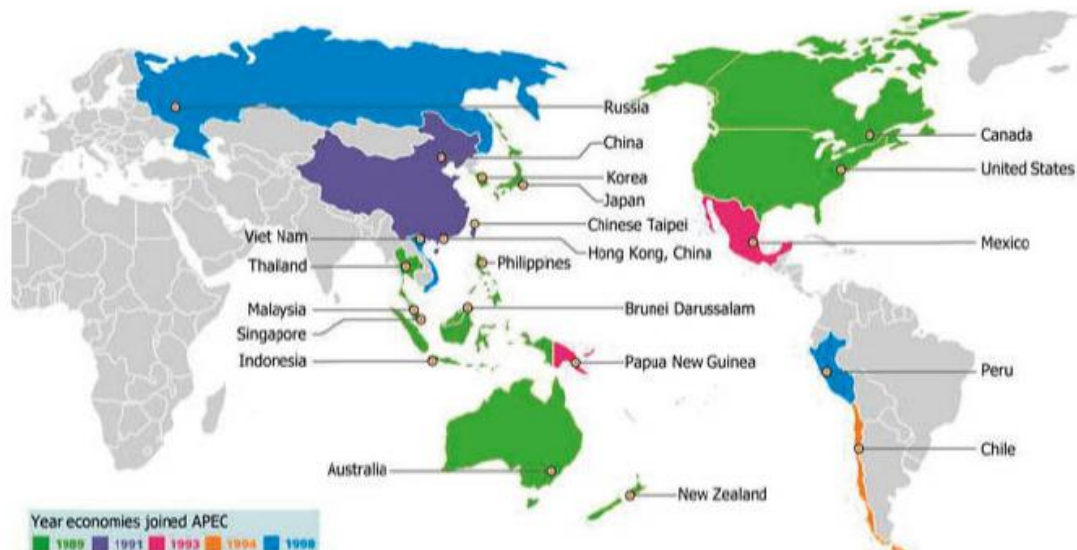 Russia
Canada
China
United States
Korea
Japan
Chinese Taipei
Viet Nam
Hong Kong, China
Mexico
Thailand
Philippines
Malaysia
Brunei Darussalam
Singapore
Indonesia
Papua New Guinea
Peru
Chile
Australia
New Zealand
Year economies joined APEC
1989 1991 1993 1994 1998